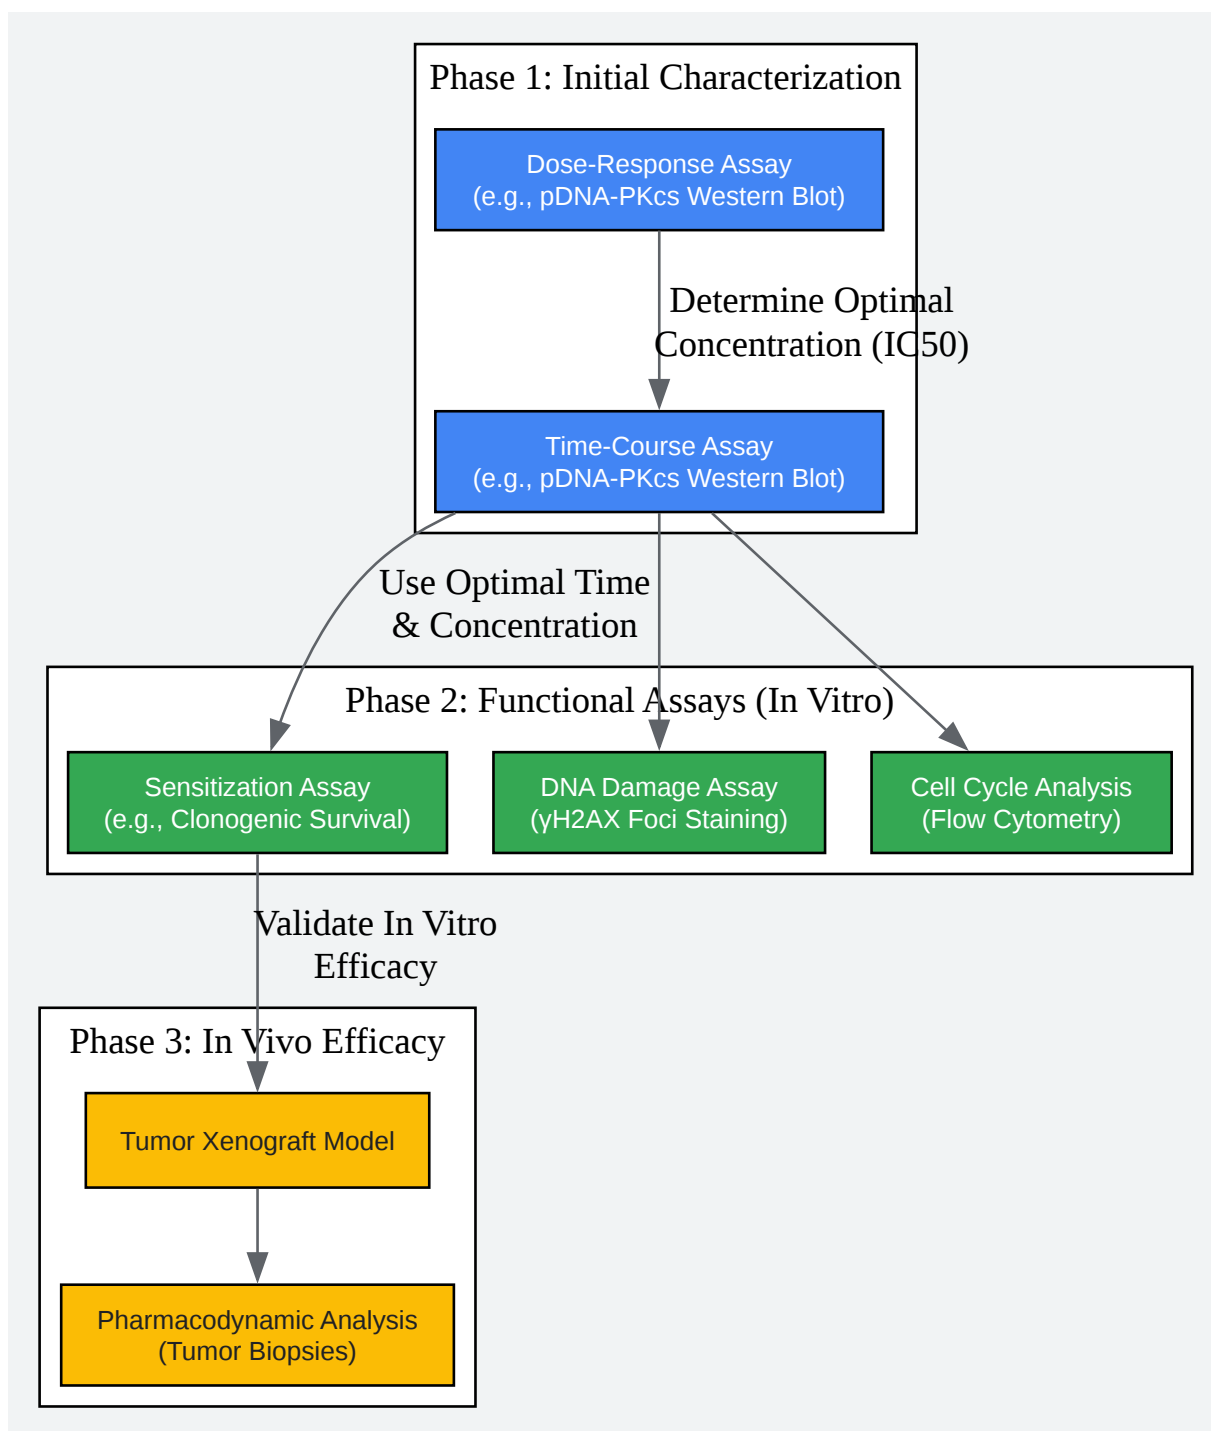 Phase 1: Initial Characterization
Dose-Response Assay
(e.g., pDNA-PKcs Western Blot)
Determine Optimal
Concentration (IC50)
Time-Course Assay
(e.g., pDNA-PKcs Western Blot)
Use Optimal Time
& Concentration
Phase 2: Functional Assays (In Vitro)
Sensitization Assay
(e.g., Clonogenic Survival)
DNA Damage Assay
(γH2AX Foci Staining)
Cell Cycle Analysis
(Flow Cytometry)
Validate In Vitro
Efficacy
Phase 3: In Vivo Efficacy
Tumor Xenograft Model
Pharmacodynamic Analysis
(Tumor Biopsies)